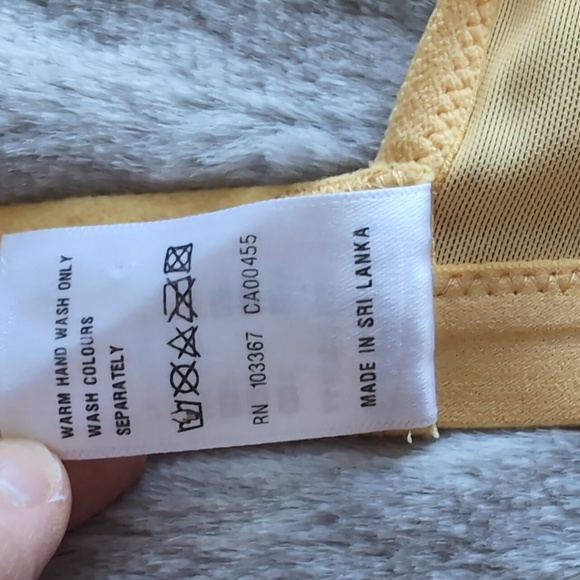 WARM HAND WASH ONLY
WASH COLOURS
SEPARATELY
RN 103367 CA00455
MADE IN SRI LANKA